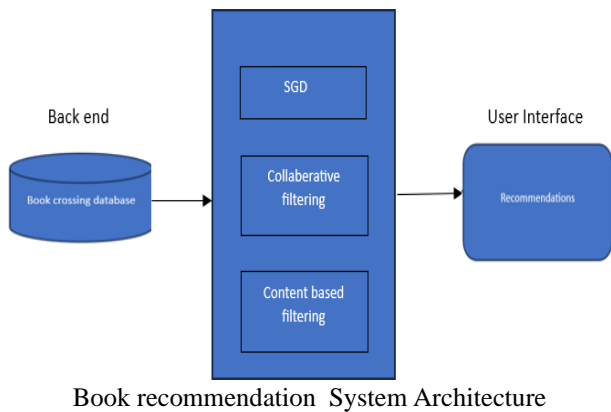 Back end
Book crossing database
SGD
Collaberative
filtering
Content based
filtering
User Interface
Recommendations
Book recommendation System Architecture